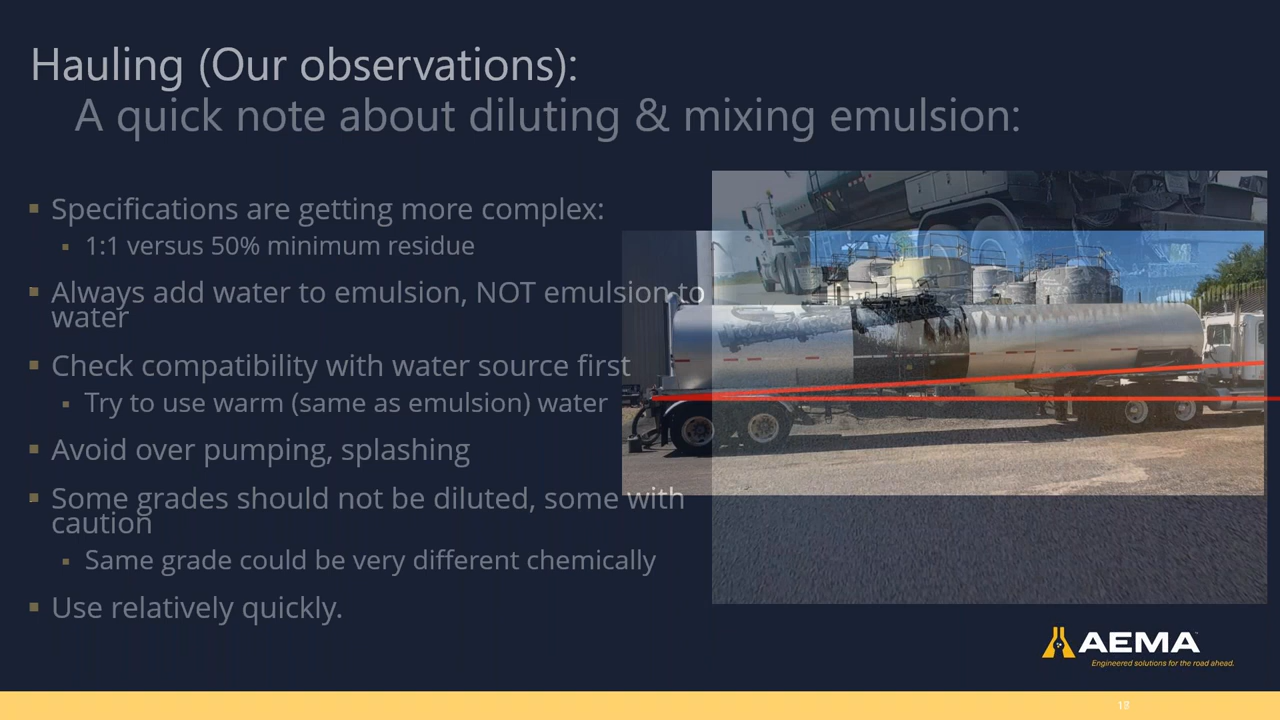 Hauling (Our observations):
A quick note about diluting & mixing emulsion:
▪ Specifications are getting more complex:
▪ 1:1 versus 50% minimum residue
▪ Always add water to emulsion, NOT emulsion to
water
▪ Check compatibility with water source first
▪ Try to use warm (same as emulsion) water
▪ Avoid over pumping, splashing
▪ Some grades should not be diluted, some with
caution
▪ Same grade could be very different chemically
▪ Use relatively quickly.
AEMA
Engineered solutions for the road ahead.
18